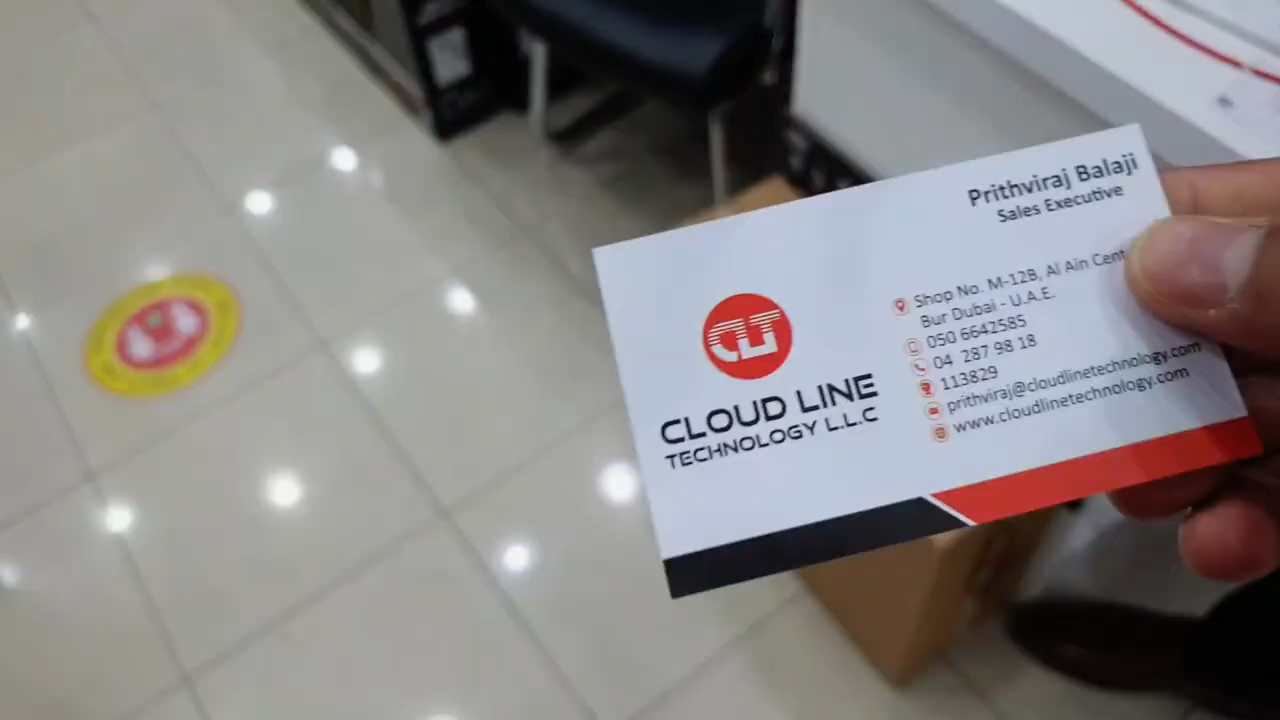 Prithviraj Balaji
Sales Executive
CLT
CLOUD LINE
TECHNOLOGY L.L.C
Shop No. M-12B, Al Ain
Bur Dubai - U.A.E.
050 6642585
04 287 98 18
113829
prithviraj@cloudlinetechnology.com
www.cloudlinetechnology.com